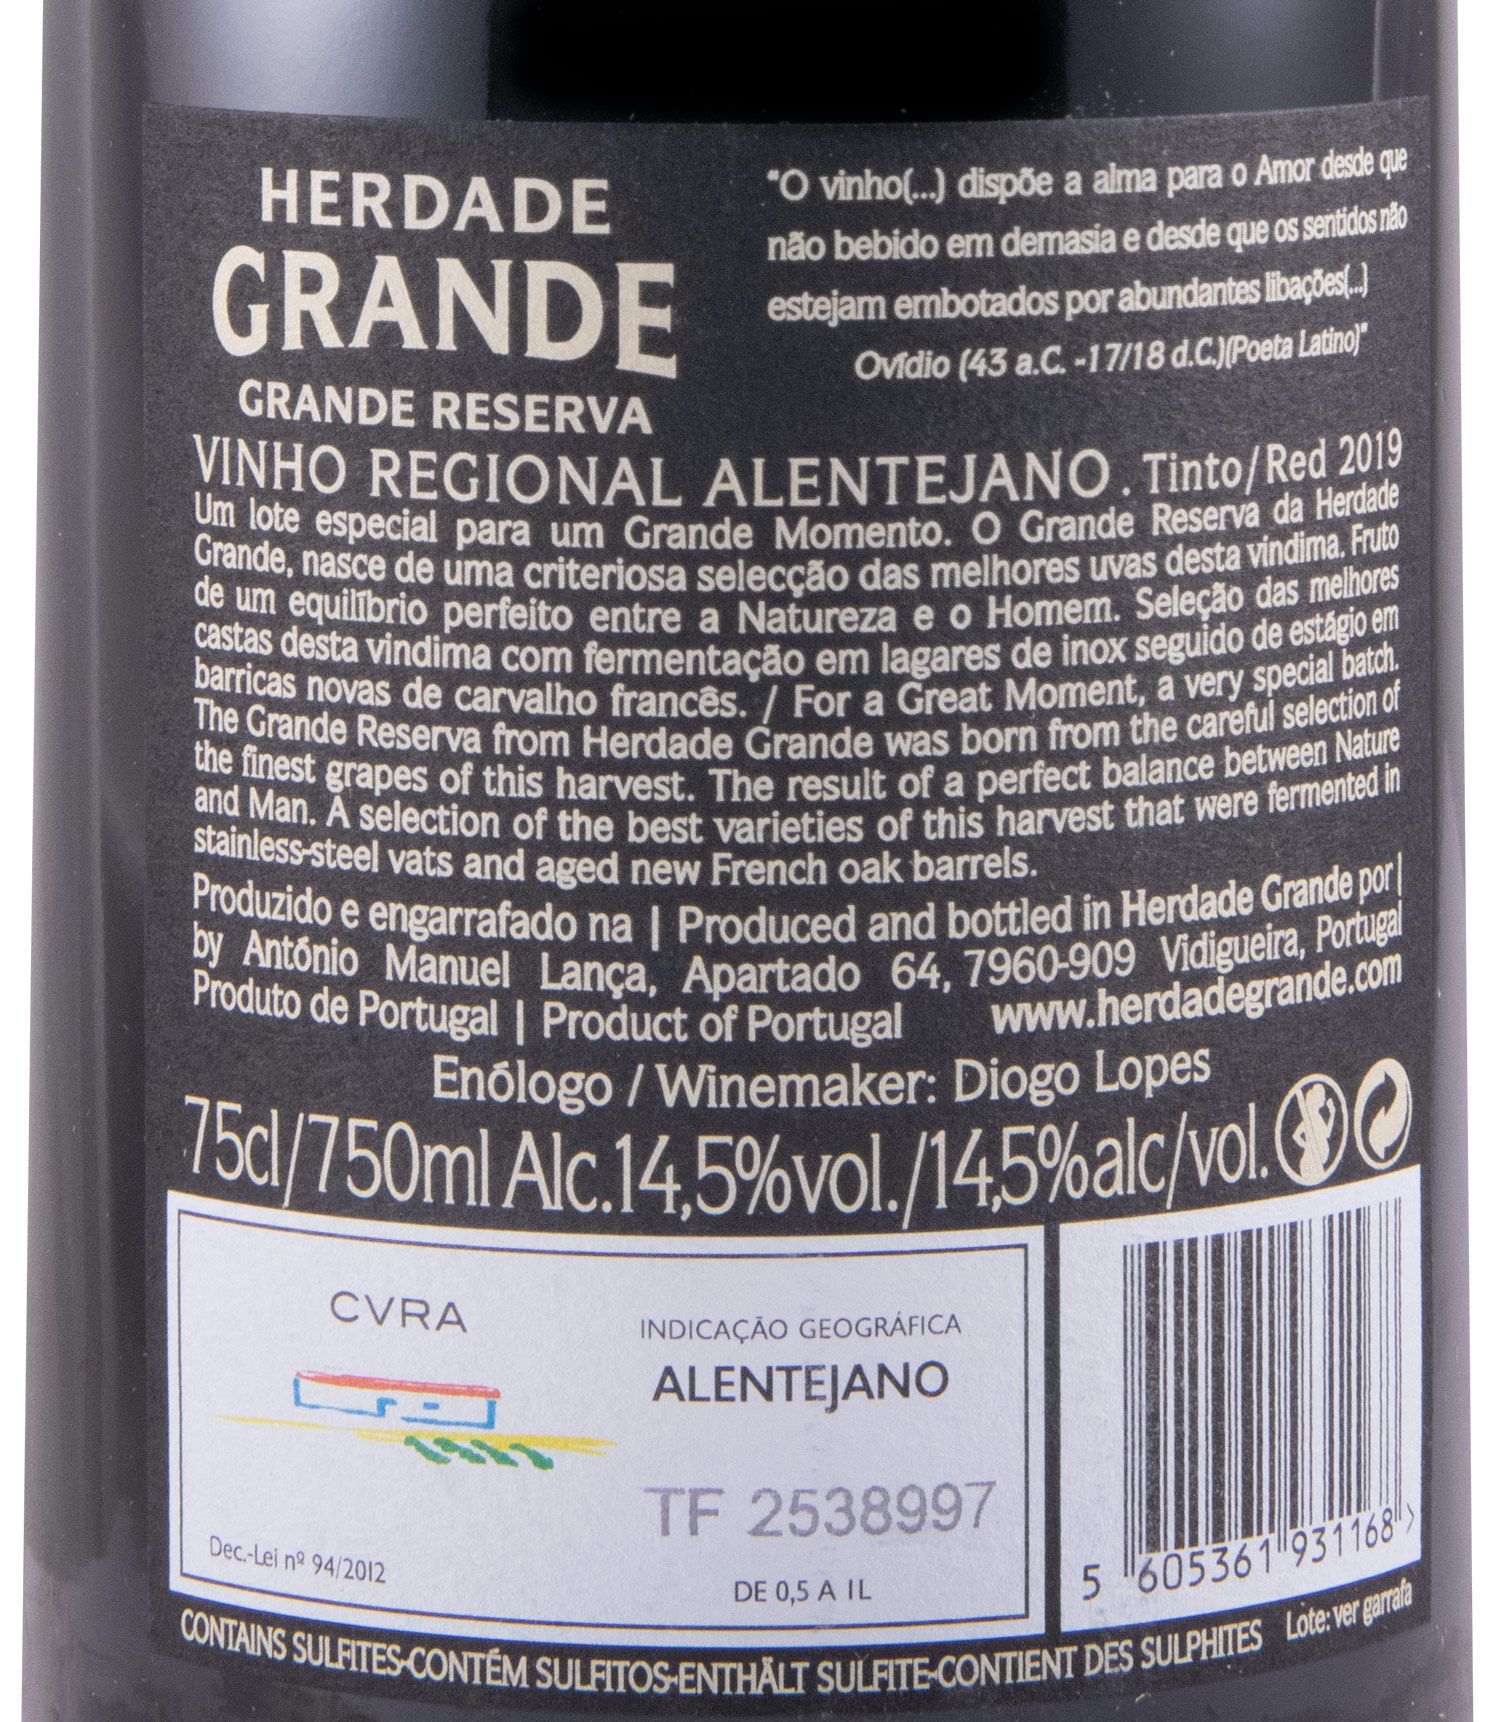 HERDADE
GRANDE
GRANDE RESERVA
"O vinho(...) dispõe a alma para o Amor desde que
não bebido em demasia e desde que os sentidos não
estejam embotados por abundantes libações(...)
Ovídio (43 a.C. -17/18 d.C.)(Poeta Latino)"
VINHO REGIONAL ALENTEJANO . Tinto/Red 2019
Um lote especial para um Grande Momento. O Grande Reserva da Herdade
Grande, nasce de uma criteriosa selecção das melhores uvas desta vindima. Fruto
de um equilíbrio perfeito entre a Natureza e o Homem. Seleção das melhores
castas desta vindima com fermentação em lagares de inox seguido de estágio em
barricas novas de carvalho francês. / For a Great Moment, a very special batch.
The Grande Reserva from Herdade Grande was born from the careful selection of
the finest grapes of this harvest. The result of a perfect balance between Nature
and Man. A selection of the best varieties of this harvest that were fermented in
stainless-steel vats and aged new French oak barrels.
Produzido e engarrafado na | Produced and bottled in Herdade Grande por |
by António Manuel Lança, Apartado 64, 7960-909 Vidigueira, Portugal
Produto de Portugal | Product of Portugal www.herdadegrande.com
Enólogo / Winemaker: Diogo Lopes
75cl/750ml Alc.14,5%vol./14,5%alc/vol.
CVRA
INDICAÇÃO GEOGRÁFICA
ALENTEJANO
TF 2538997
Dec.-Lei nº 94/2012
DE 0,5 A 1L
5 605361 931168 >
CONTAINS SULFITES-CONTÉM SULFITOS-ENTHÄLT SULFITE-CONTIENT DES SULPHITES Lote: ver garrafa